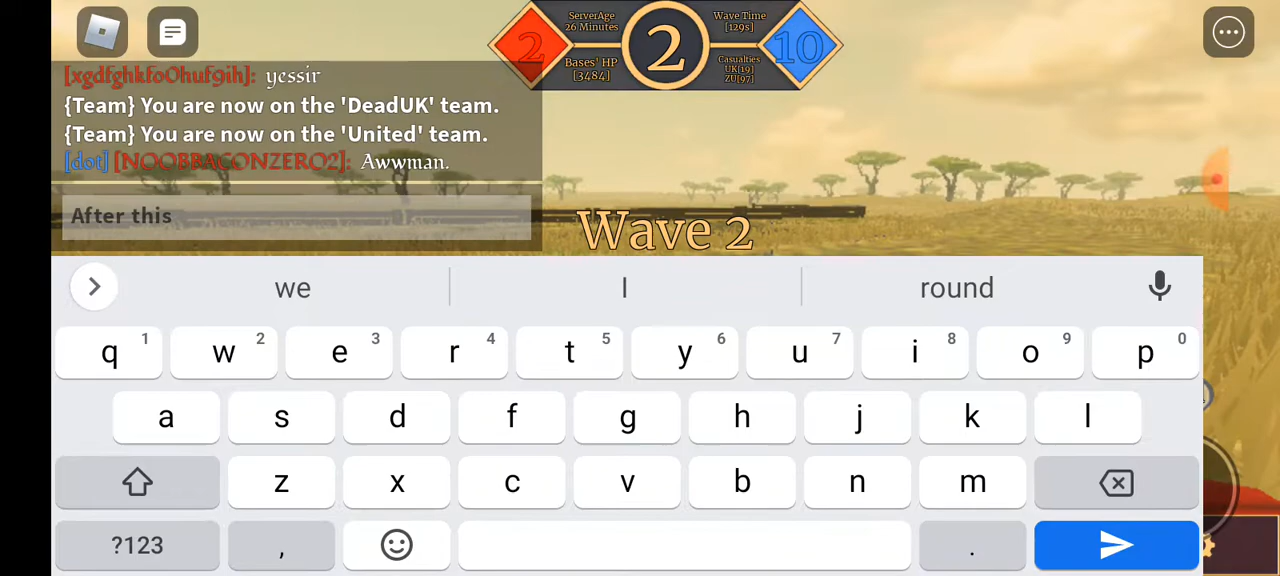 ServerAge
26 Minutes
Wave Time
[129s]
2
2
10
Bases' HP
[3484]
Casualties
UK[19]
ZU[97]
[xgdfghkfo0huf9ih]: yessir
{Team} You are now on the 'DeadUK' team.
{Team} You are now on the 'United' team.
[dot] [NOOBBACONZERO2]: Awwman.
After this
Wave 2
we
I
round
q 1 w 2 e 3 r 4 t 5 y 6 u 7 i 8 o 9 p 0
a s d f g h j k l
z x c v b n m
?123 , .